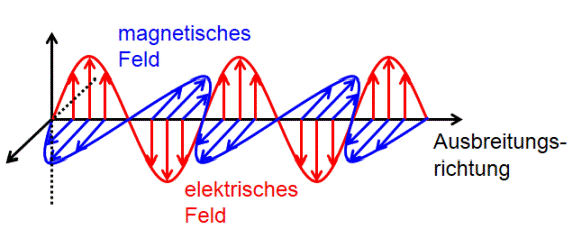 magnetisches
Feld
Ausbreitungs-
richtung
elektrisches
Feld